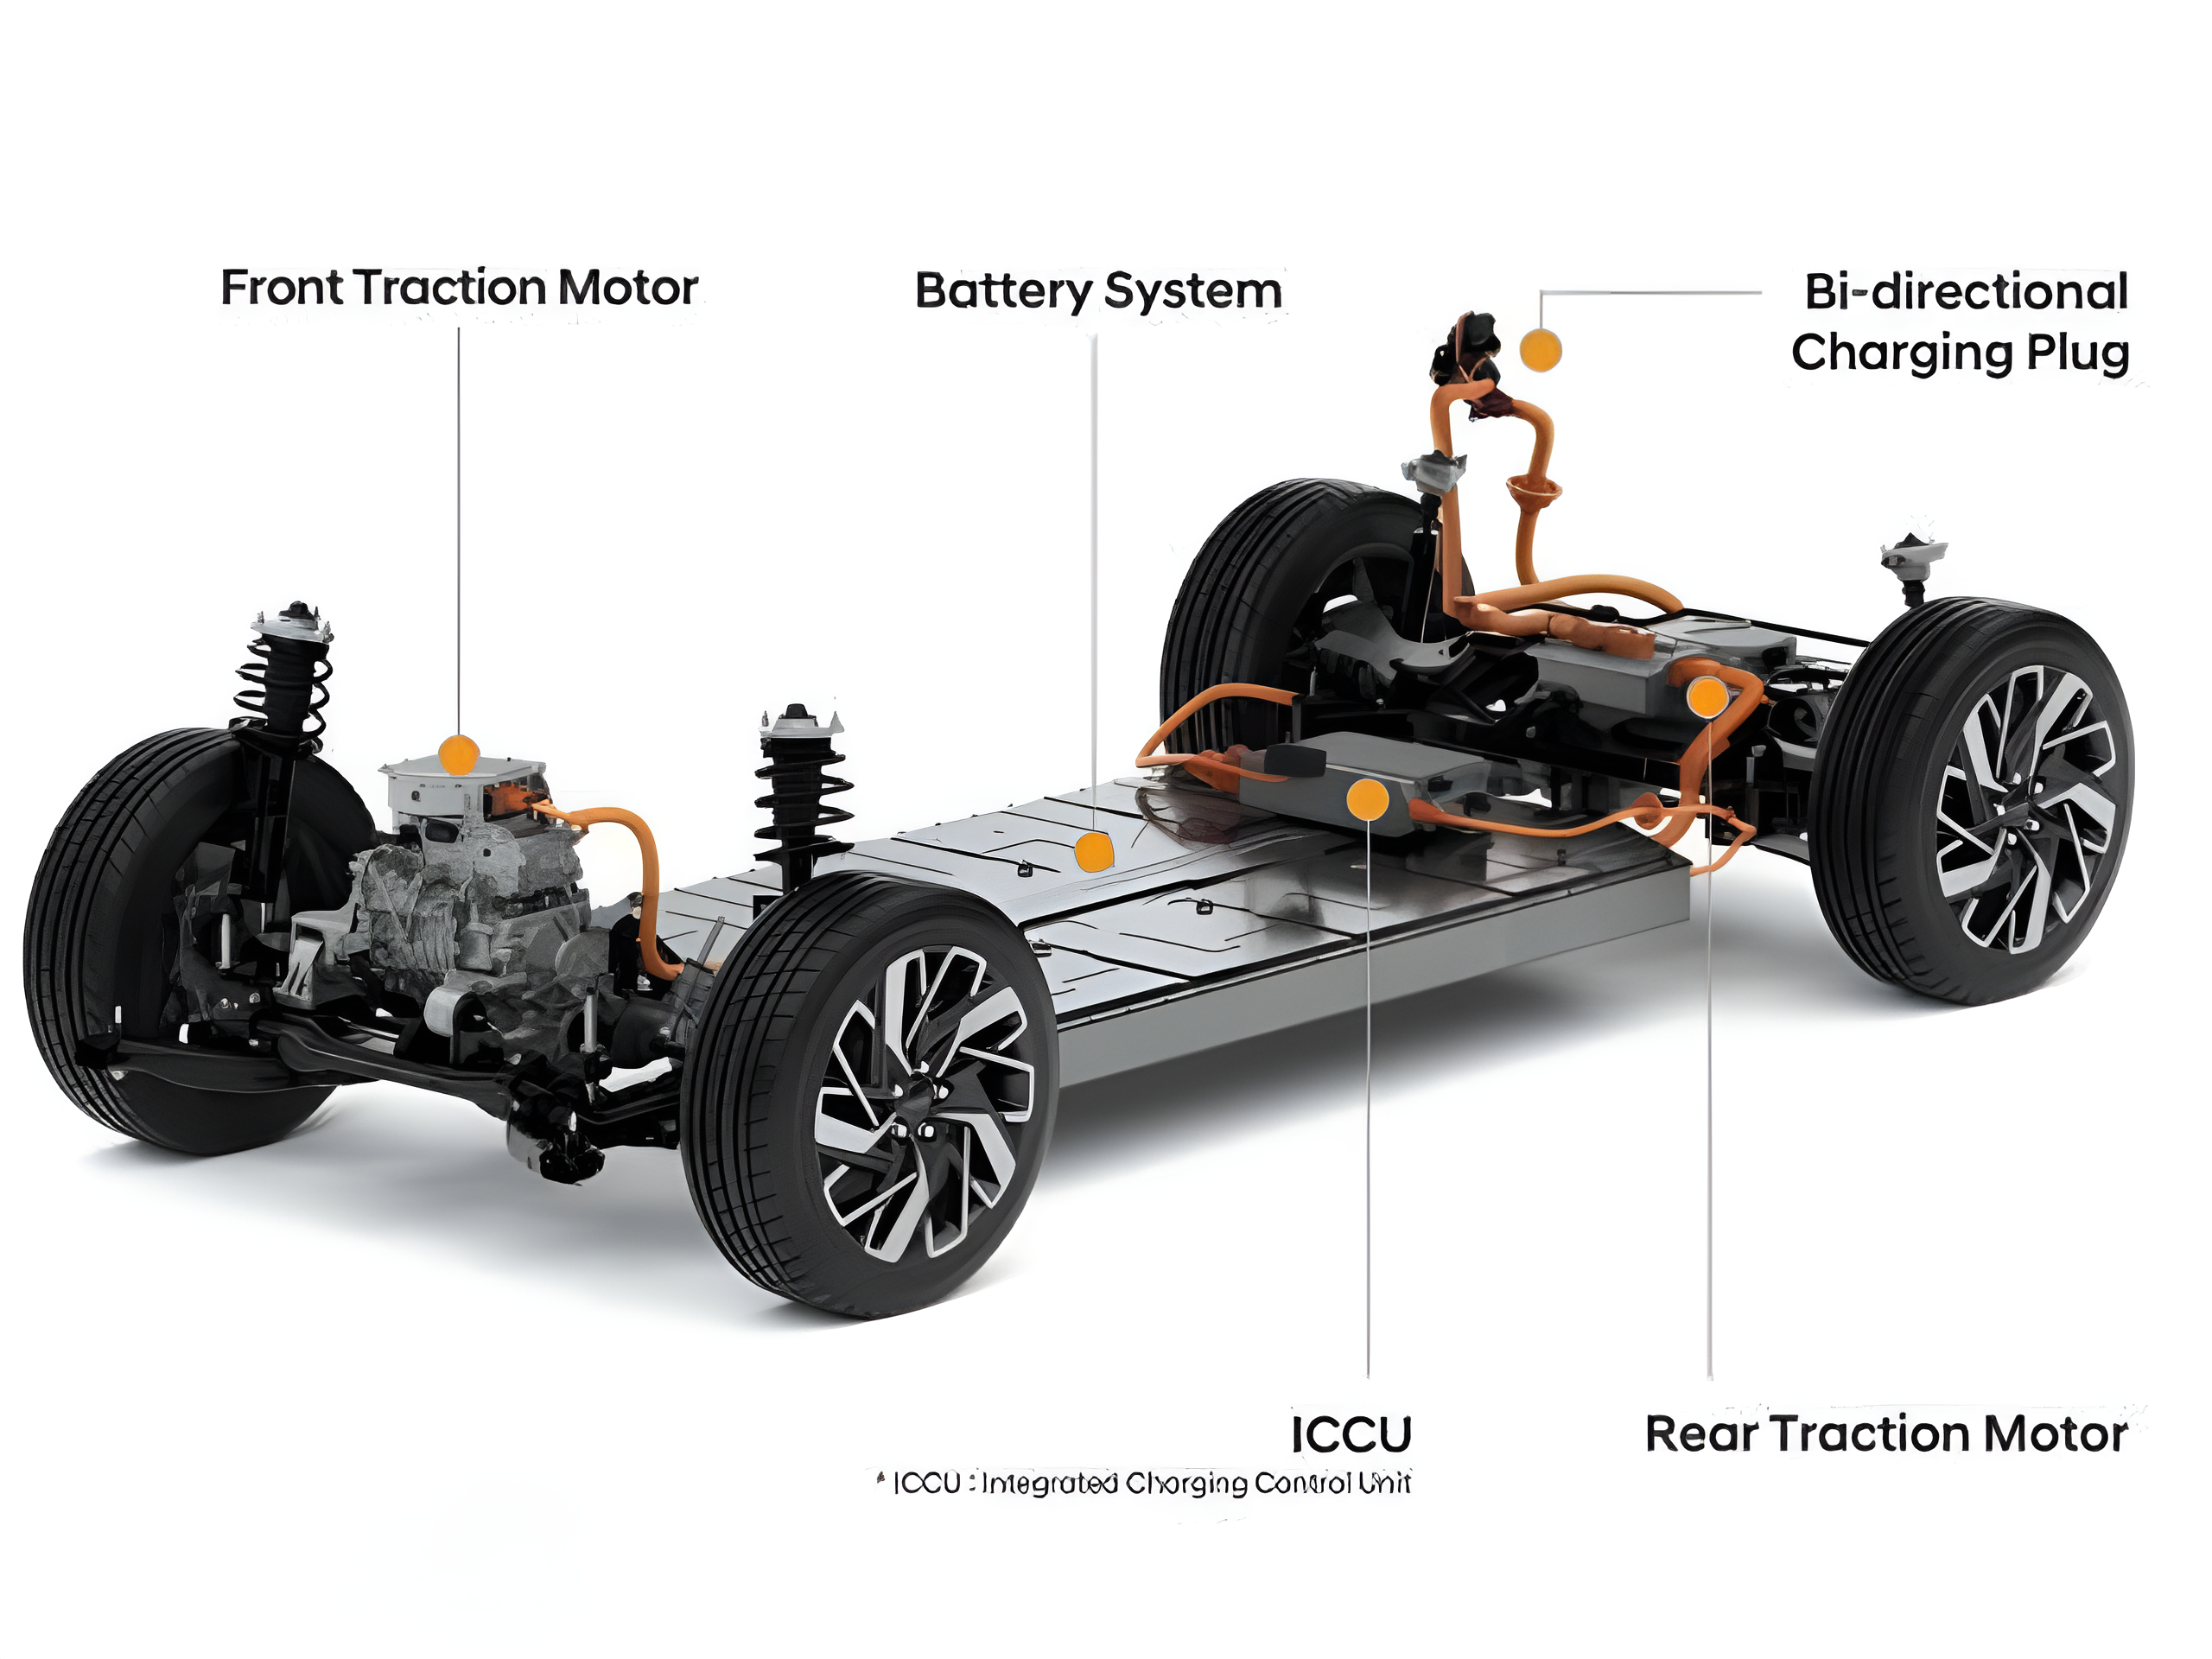 Front Traction Motor
Battery System
Bi-directional
Charging Plug
ICCU
* ICCU : Integrated Charging Control Unit
Rear Traction Motor